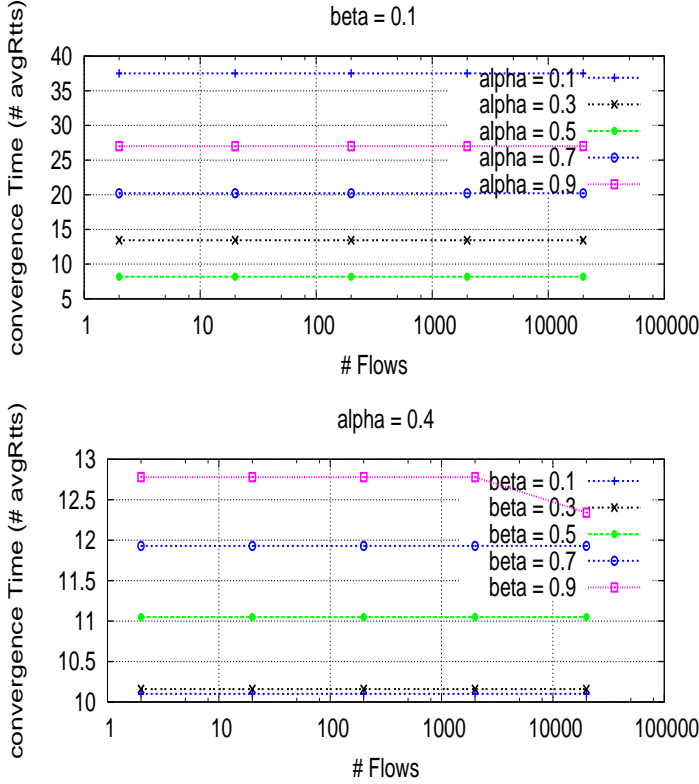 beta = 0.1
convergence Time (# avgRtts)
40
35
30
25
20
15
10
5
alpha = 0.1
alpha = 0.3
alpha = 0.5
alpha = 0.7
alpha = 0.9
1 10 100 1000 10000 100000
# Flows
alpha = 0.4
convergence Time (# avgRtts)
13
12.5
12
11.5
11
10.5
10
beta = 0.1
beta = 0.3
beta = 0.5
beta = 0.7
beta = 0.9
1 10 100 1000 10000 100000
# Flows